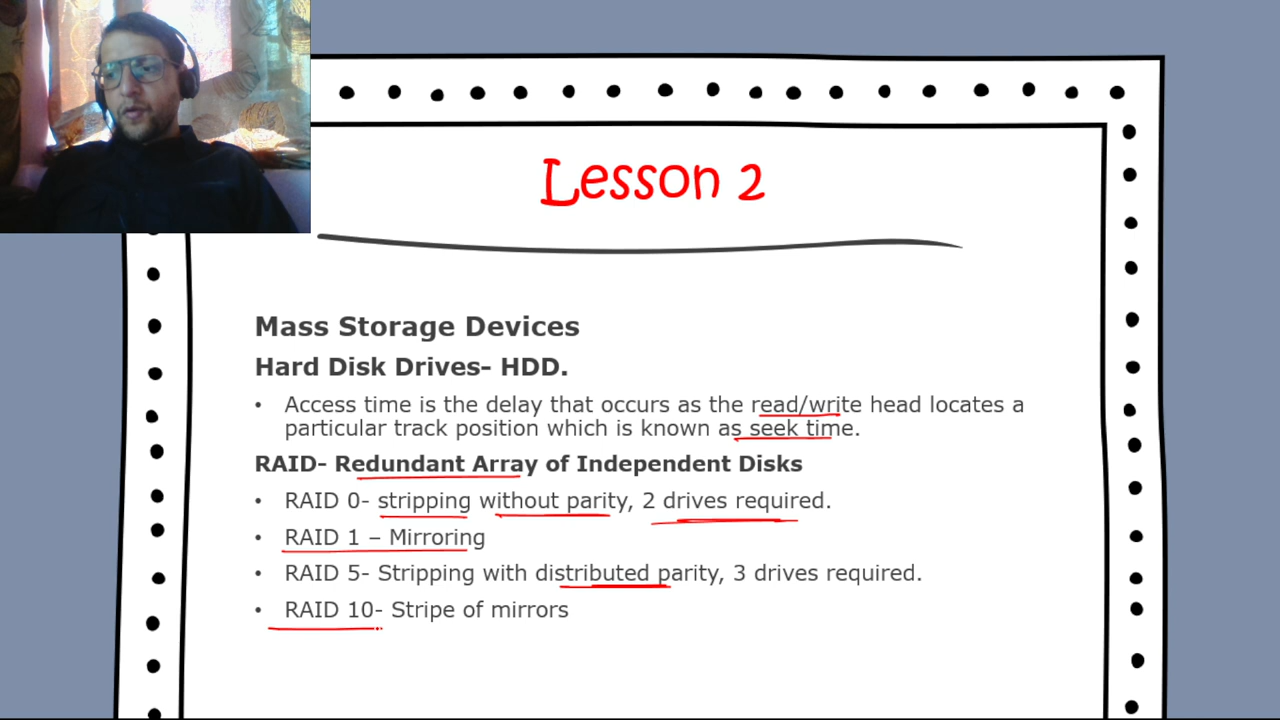 Lesson 2
Mass Storage Devices
Hard Disk Drives- HDD.
• Access time is the delay that occurs as the read/write head locates a
particular track position which is known as seek time.
RAID- Redundant Array of Independent Disks
• RAID 0- stripping without parity, 2 drives required.
• RAID 1 – Mirroring
• RAID 5- Stripping with distributed parity, 3 drives required.
• RAID 10- Stripe of mirrors